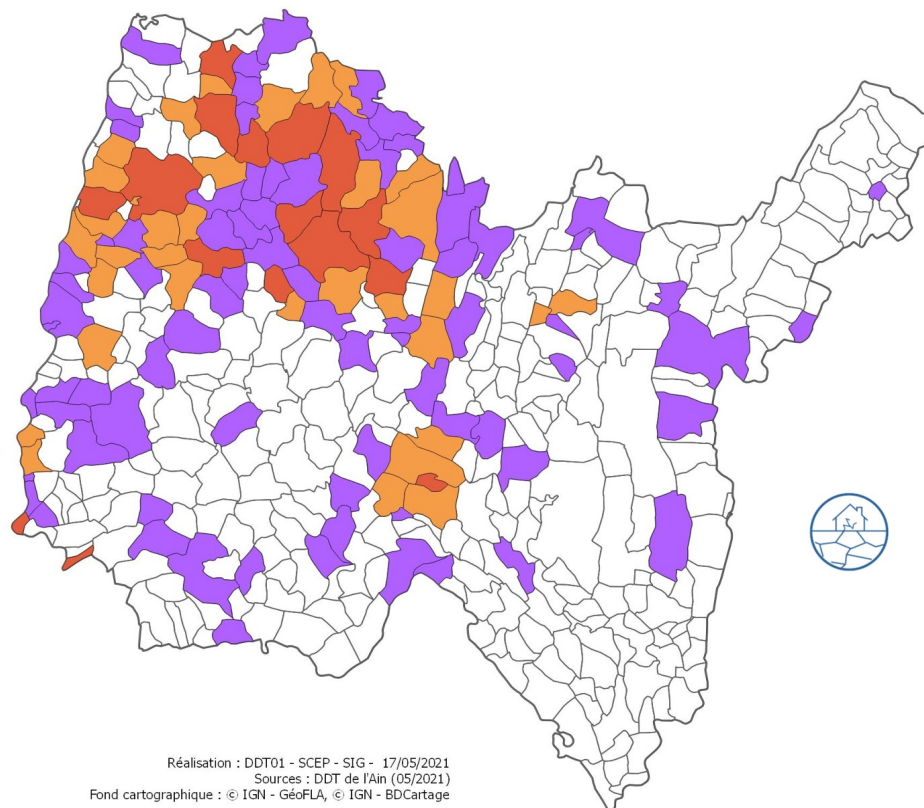 Réalisation : DDT01 - SCEP - SIG - 17/05/2021
Sources : DDT de l'Ain (05/2021)
Fond cartographique : © IGN - GéoFLA, © IGN - BDCartage